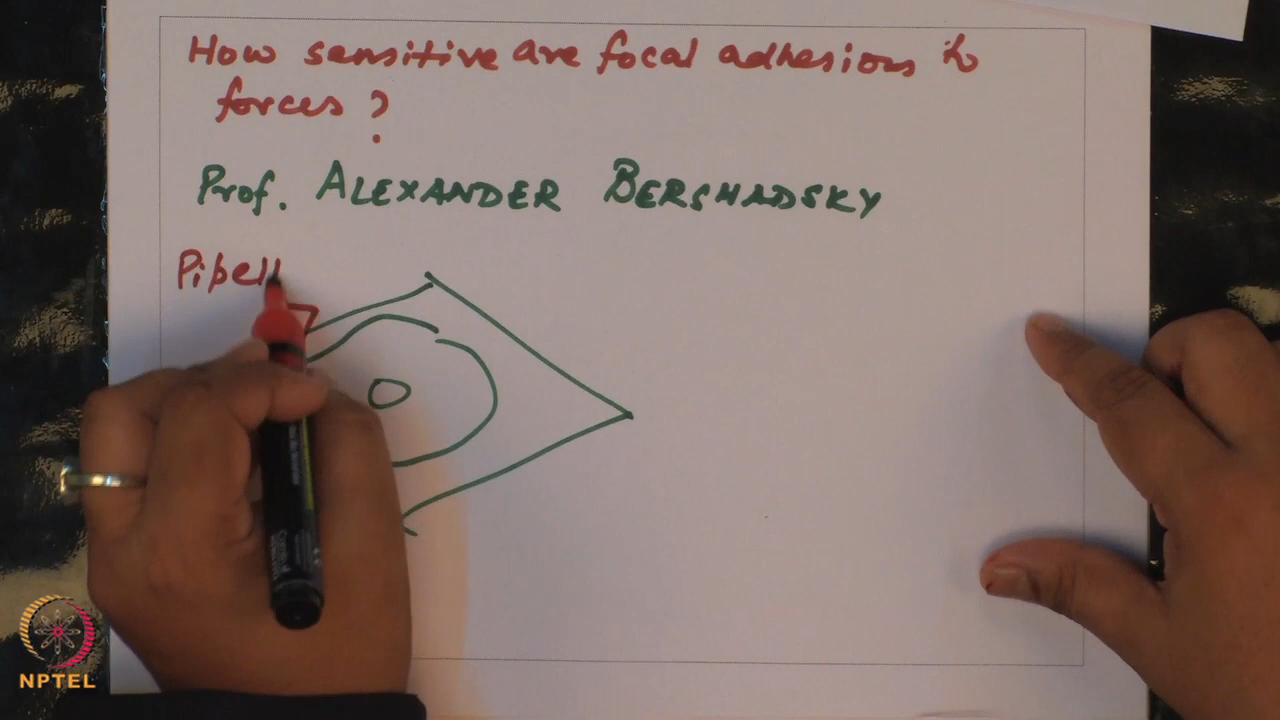 How sensitive are focal adhesions to
forces?
Prof. ALEXANDER BERSHADSKY
Pipell
NPTEL